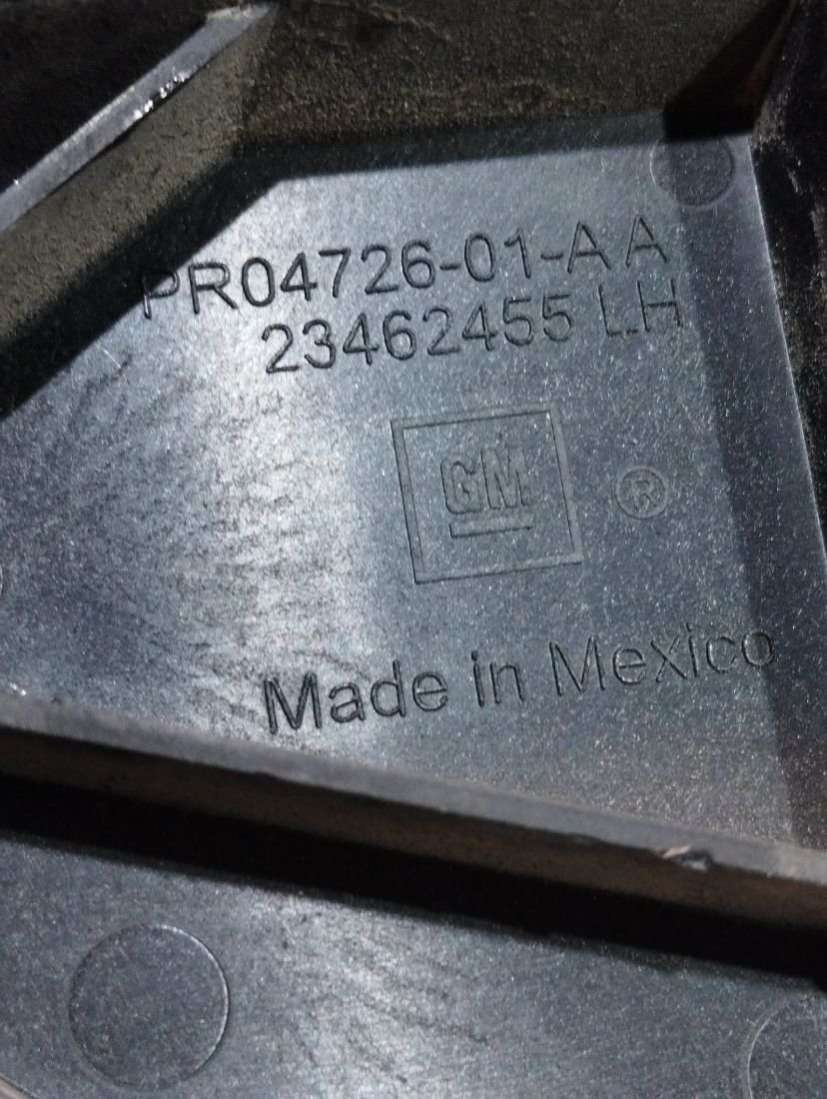 PR04726-01-AA
23462455 LH
GM
®
Made in Mexico